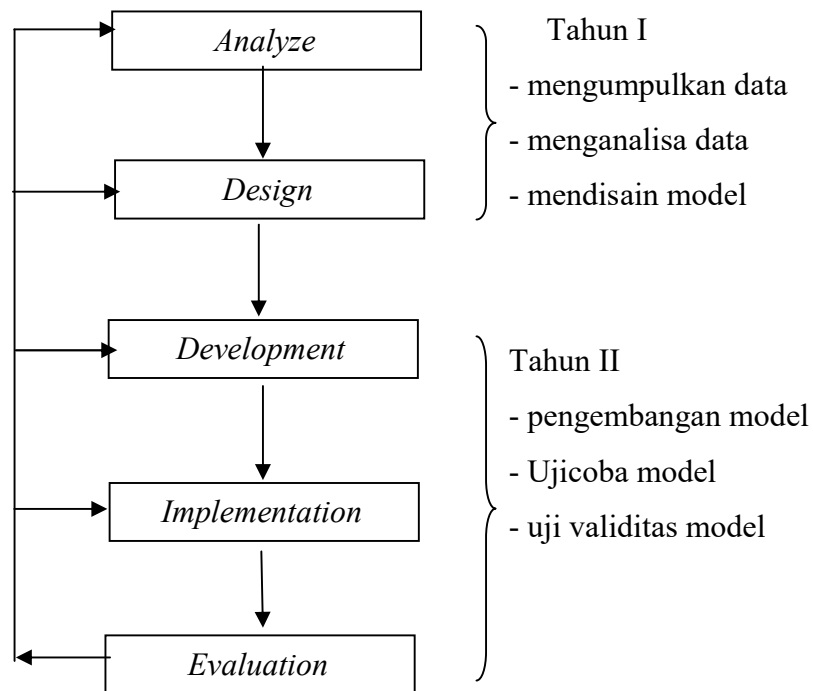 Analyze
Tahun I
- mengumpulkan data
- menganalisa data
- mendisain model
Design
Development
Tahun II
- pengembangan model
- Ujicoba model
- uji validitas model
Implementation
Evaluation